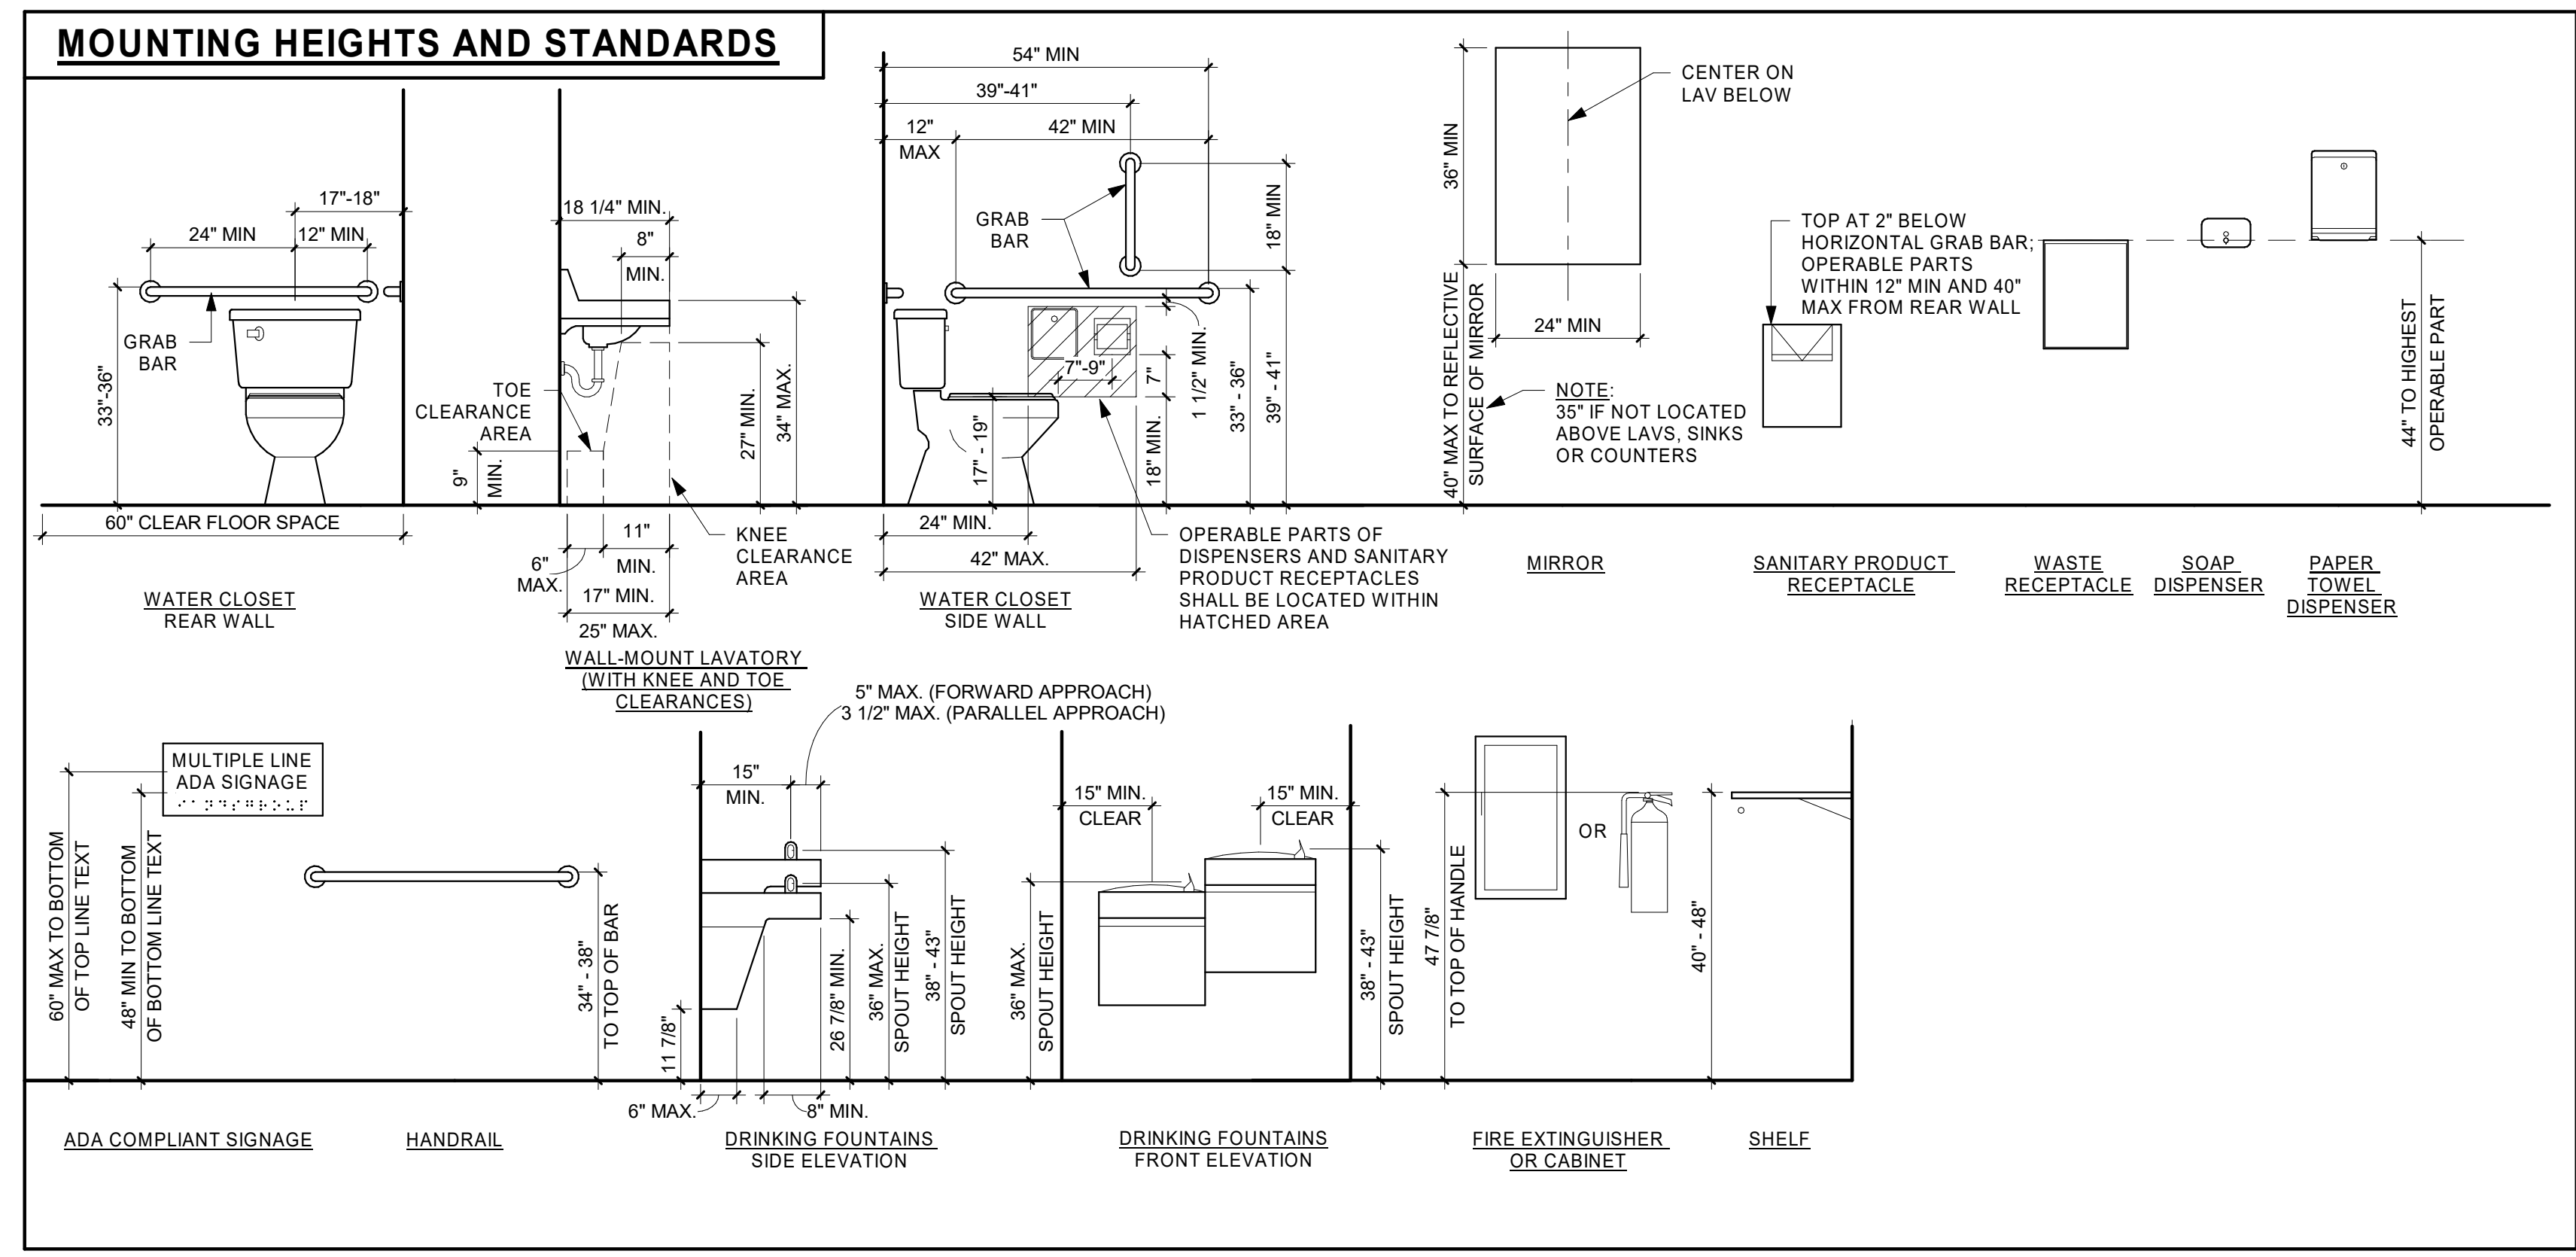 MOUNTING HEIGHTS AND STANDARDS
17"-18"
24" MIN
12" MIN
GRAB
BAR
33"-36"
60" CLEAR FLOOR SPACE
WATER CLOSET
REAR WALL
18 1/4" MIN.
8"
MIN.
TOE
CLEARANCE
AREA
9"
MIN.
27" MIN.
34" MAX.
6"
MAX.
11"
MIN.
17" MIN.
25" MAX.
KNEE
CLEARANCE
AREA
WALL-MOUNT LAVATORY
(WITH KNEE AND TOE
CLEARANCES)
54" MIN
39"-41"
12"
MAX
42" MIN
GRAB
BAR
18" MIN
7"-9"
7"
1 1/2" MIN.
17" - 19"
18" MIN.
33" - 36"
39" - 41"
24" MIN.
42" MAX.
OPERABLE PARTS OF
DISPENSERS AND SANITARY
PRODUCT RECEPTACLES
SHALL BE LOCATED WITHIN
HATCHED AREA
WATER CLOSET
SIDE WALL
36" MIN
CENTER ON
LAV BELOW
24" MIN
40" MAX TO REFLECTIVE
SURFACE OF MIRROR
NOTE:
35" IF NOT LOCATED
ABOVE LAVS, SINKS
OR COUNTERS
MIRROR
TOP AT 2" BELOW
HORIZONTAL GRAB BAR;
OPERABLE PARTS
WITHIN 12" MIN AND 40"
MAX FROM REAR WALL
SANITARY PRODUCT
RECEPTACLE
WASTE
RECEPTACLE
SOAP
DISPENSER
44" TO HIGHEST
OPERABLE PART
PAPER
TOWEL
DISPENSER
MULTIPLE LINE
ADA SIGNAGE
60" MAX TO BOTTOM
OF TOP LINE TEXT
48" MIN TO BOTTOM
OF BOTTOM LINE TEXT
ADA COMPLIANT SIGNAGE
34" - 38"
TO TOP OF BAR
HANDRAIL
5" MAX. (FORWARD APPROACH)
3 1/2" MAX. (PARALLEL APPROACH)
15"
MIN.
11 7/8"
26 7/8" MIN.
36" MAX.
SPOUT HEIGHT
38" - 43"
SPOUT HEIGHT
6" MAX.
8" MIN.
DRINKING FOUNTAINS
SIDE ELEVATION
15" MIN.
CLEAR
15" MIN.
CLEAR
36" MAX.
SPOUT HEIGHT
38" - 43"
SPOUT HEIGHT
DRINKING FOUNTAINS
FRONT ELEVATION
47 7/8"
TO TOP OF HANDLE
OR
FIRE EXTINGUISHER
OR CABINET
40" - 48"
SHELF